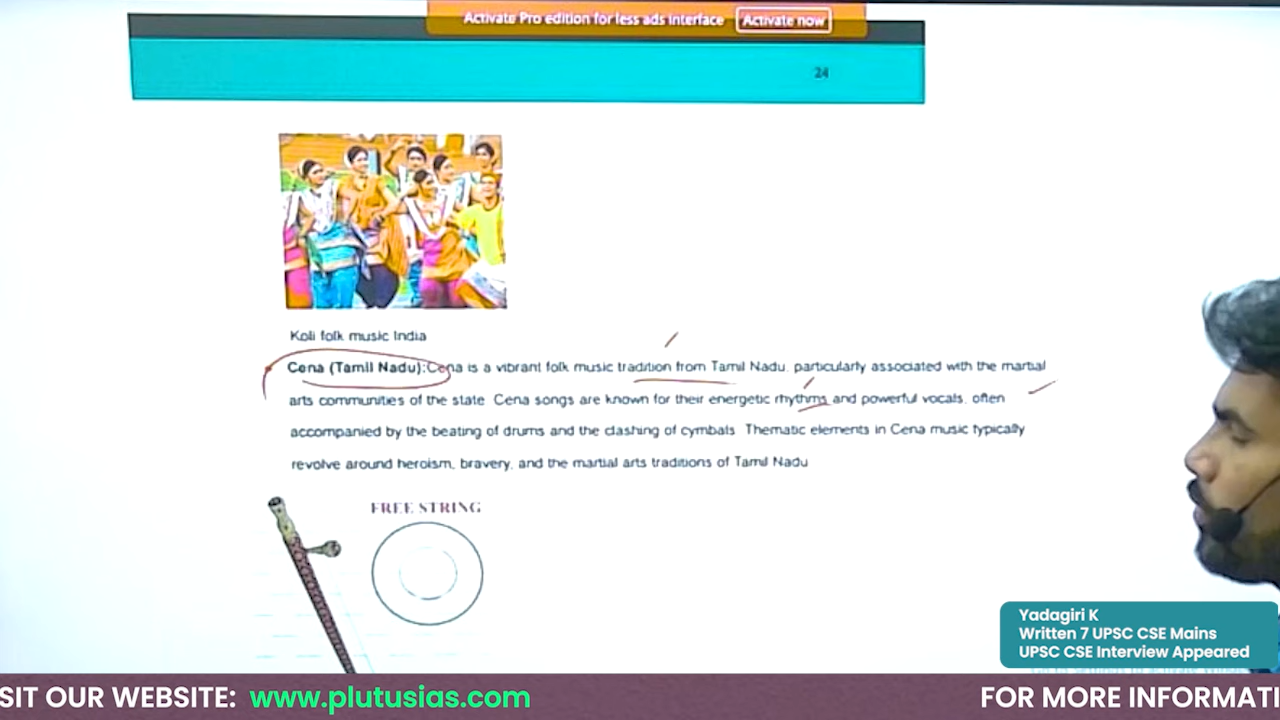 Activate Pro edition for less ads interface Activate now
24
Koli folk music India
Cena (Tamil Nadu):Cena is a vibrant folk music tradition from Tamil Nadu, particularly associated with the martial
arts communities of the state. Cena songs are known for their energetic rhythms and powerful vocals, often
accompanied by the beating of drums and the clashing of cymbals. Thematic elements in Cena music typically
revolve around heroism, bravery, and the martial arts traditions of Tamil Nadu
FREE STRING
Yadagiri K
Written 7 UPSC CSE Mains
UPSC CSE Interview Appeared
SIT OUR WEBSITE: www.plutusias.com
FOR MORE INFORMATI